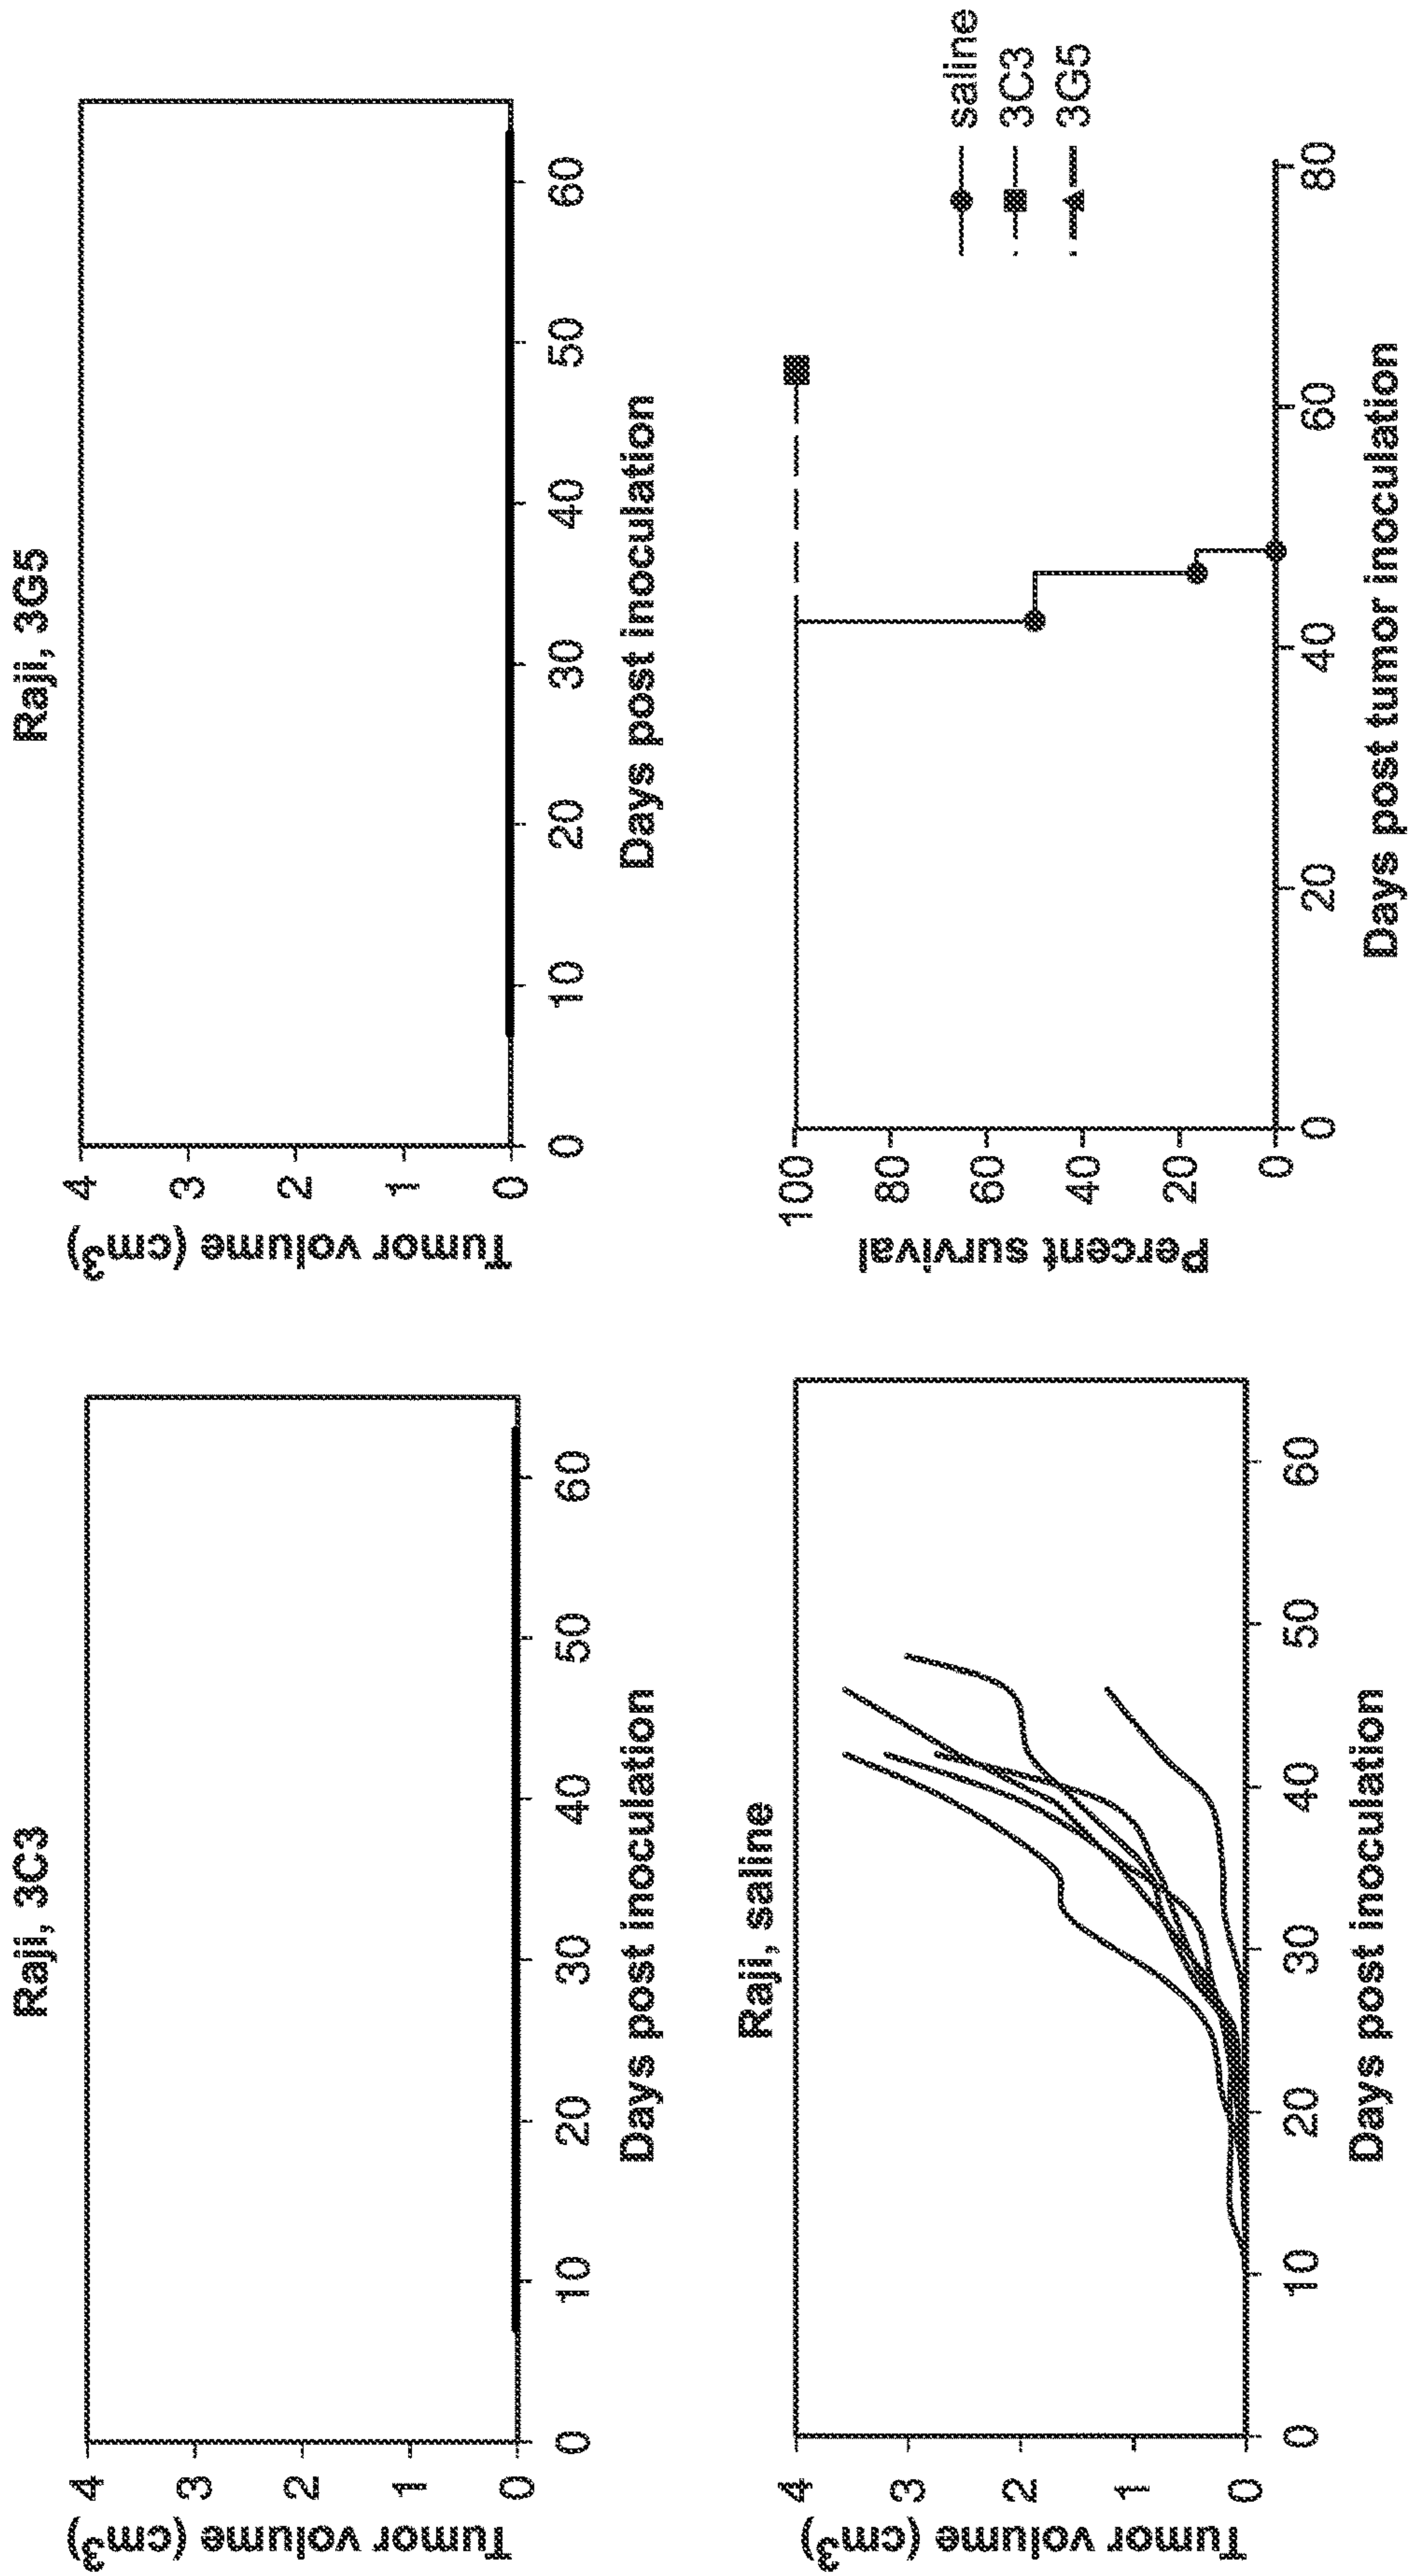 Raji, 3C3
Tumor volume (cm3)
4
3
2
1
0
0 10 20 30 40 50 60
Days post inoculation
Raji, 3G5
Tumor volume (cm3)
4
3
2
1
0
0 10 20 30 40 50 60
Days post inoculation
Raji, saline
Tumor volume (cm3)
4
3
2
1
0
0 10 20 30 40 50 60
Days post inoculation
Percent survival
100
80
60
40
20
0
0 20 40 60 80
Days post tumor inoculation
saline
3C3
3G5